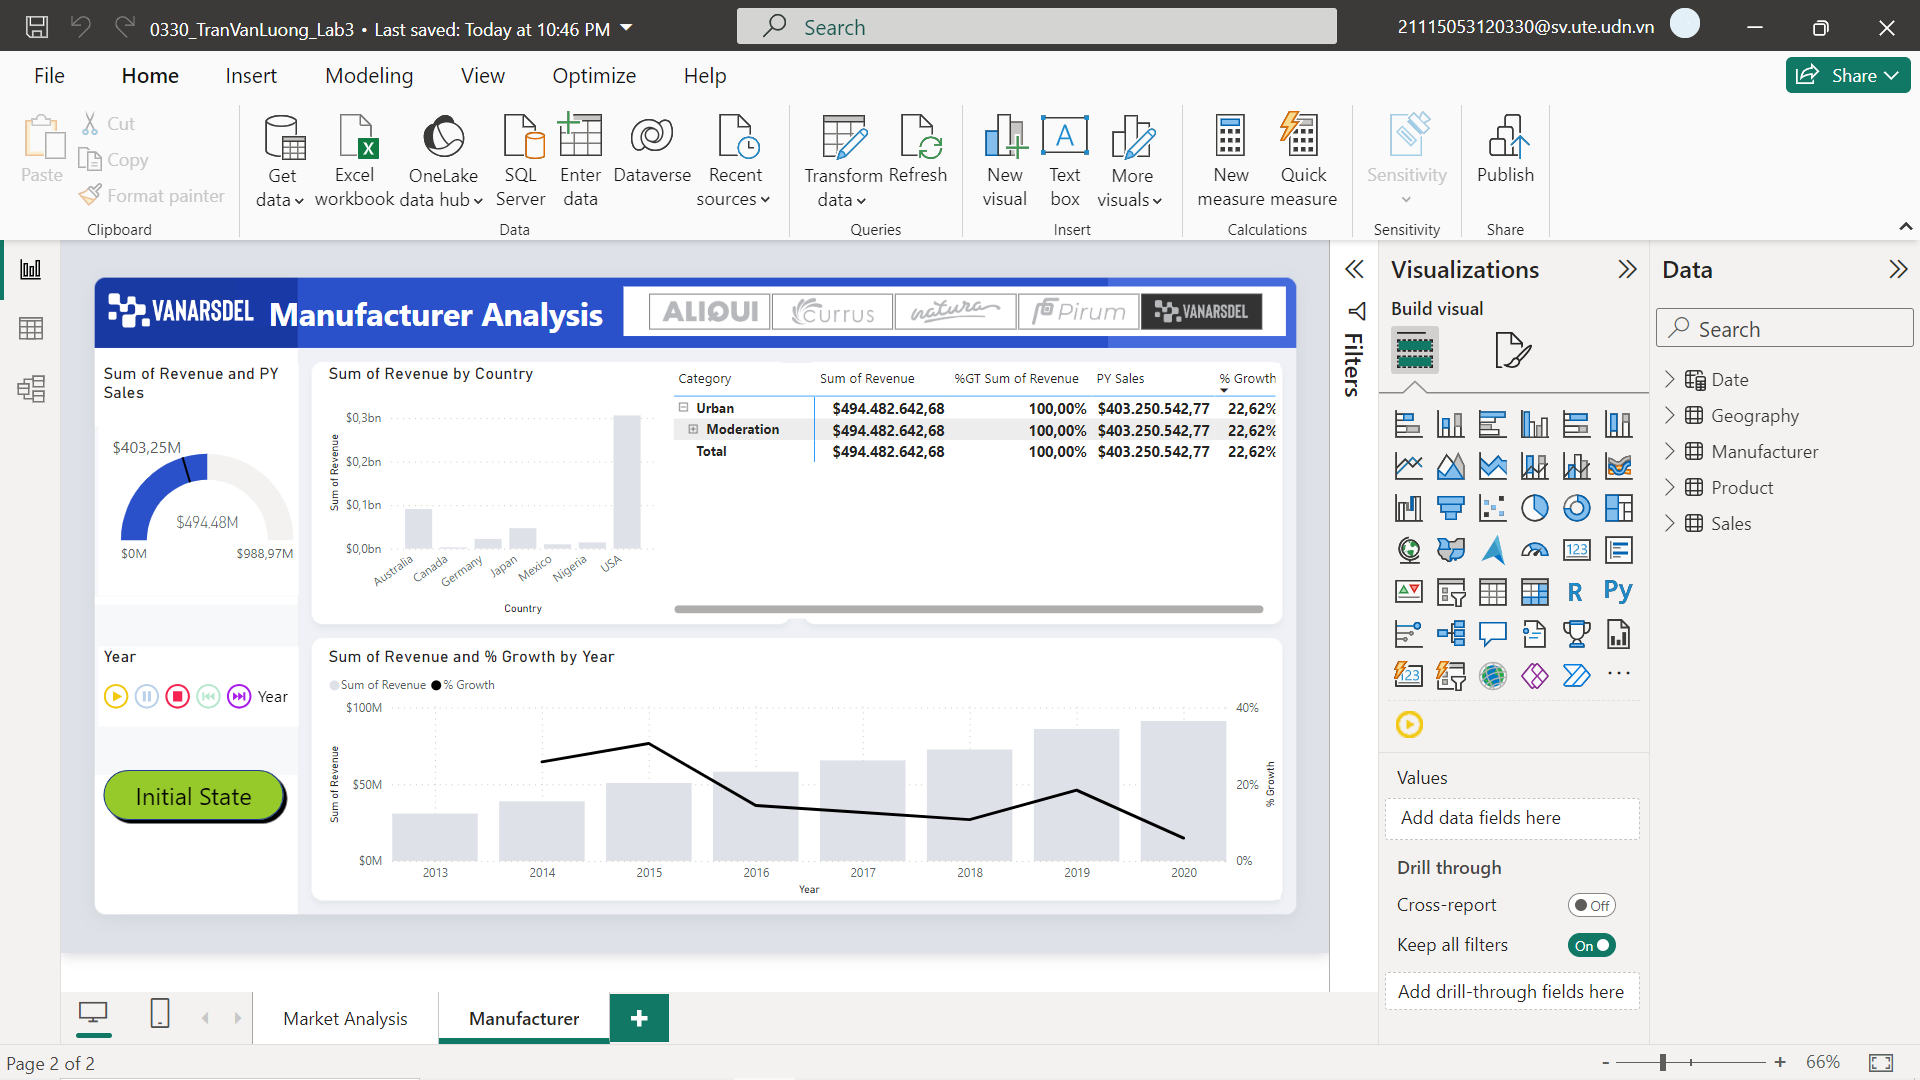 0330_TranVanLuong_Lab3 • Last saved: Today at 10:46 PM
Search
21115053120330@sv.ute.udn.vn
File
Home
Insert
Modeling
View
Optimize
Help
Share
Paste
Cut
Copy
Format painter
Clipboard
Get data
Excel workbook
OneLake data hub
SQL Server
Enter data
Dataverse
Recent sources
Data
Transform data
Refresh
Queries
New visual
Text box
More visuals
Insert
New measure
Quick measure
Calculations
Sensitivity
Sensitivity
Publish
Share
VANARSDEL
Manufacturer Analysis
ALIQUI
Currus
natura
Pirum
VANARSDEL
Sum of Revenue and PY
Sales
$403,25M
$494.48M
$0M
$988,97M
Year
Year
Initial State
Sum of Revenue by Country
Sum of Revenue
$0,3bn
$0,2bn
$0,1bn
$0,0bn
Australia
Canada
Germany
Japan
Mexico
Nigeria
USA
Country
Category Sum of Revenue %GT Sum of Revenue PY Sales % Growth
Urban $494.482.642,68 100,00% $403.250.542,77 22,62%
Moderation $494.482.642,68 100,00% $403.250.542,77 22,62%
Total $494.482.642,68 100,00% $403.250.542,77 22,62%
Sum of Revenue and % Growth by Year
Sum of Revenue % Growth
Sum of Revenue
$100M
$50M
$0M
40%
20%
0%
% Growth
2013 2014 2015 2016 2017 2018 2019 2020
Year
Filters
Visualizations
Build visual
123
R
Py
123
Values
Add data fields here
Drill through
Cross-report
Off
Keep all filters
On
Add drill-through fields here
Data
Search
Date
Geography
Manufacturer
Product
Sales
Market Analysis
Manufacturer
Page 2 of 2
- + 66%